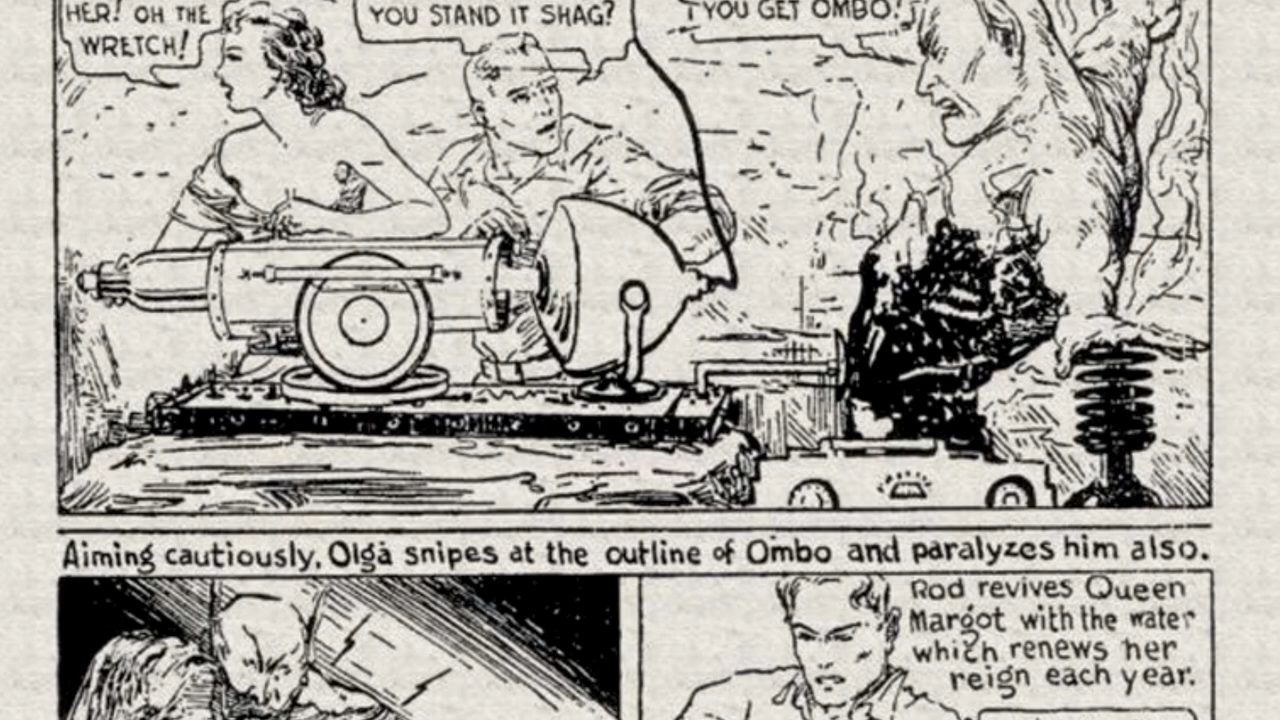 HER! OH THE
WRETCH!
YOU STAND IT SHAG?
YOU GET OMBO!
Aiming cautiously, Olga snipes at the outline of Ombo and paralyzes him also.
Rod revives Queen
Margot with the water
which renews her
reign each year.